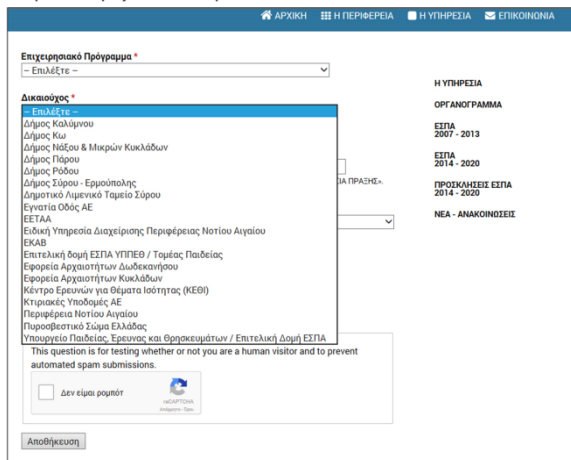 ΑΡΧΙΚΗ Η ΠΕΡΙΦΕΡΕΙΑ Η ΥΠΗΡΕΣΙΑ ΕΠΙΚΟΙΝΩΝΙΑ
Επιχειρησιακό Πρόγραμμα *
– Επιλέξτε –
Δικαιούχος *
– Επιλέξτε –
Δήμος Καλύμνου
Δήμος Κω
Δήμος Νάξου & Μικρών Κυκλάδων
Δήμος Πάρου
Δήμος Ρόδου
Δήμος Σύρου - Ερμούπολης
Δημοτικό Λιμενικό Ταμείο Σύρου
Εγνατία Οδός ΑΕ
ΕΕΤΑΑ
Ειδική Υπηρεσία Διαχείρισης Περιφέρειας Νοτίου Αιγαίου
ΕΚΑΒ
Επιτελική δομή ΕΣΠΑ ΥΠΠΕΘ / Τομέας Παιδείας
Εφορεία Αρχαιοτήτων Δωδεκανήσου
Εφορεία Αρχαιοτήτων Κυκλάδων
Κέντρο Ερευνών για Θέματα Ισότητας (ΚΕΘΙ)
Κτιριακές Υποδομές ΑΕ
Περιφέρεια Νοτίου Αιγαίου
Πυροσβεστικό Σώμα Ελλάδας
Υπουργείο Παιδείας, Έρευνας και Θρησκευμάτων / Επιτελική Δομή ΕΣΠΑ
ΙΑ ΠΡΑΞΗΣ».
This question is for testing whether or not you are a human visitor and to prevent
automated spam submissions.
Δεν είμαι ρομπότ
reCAPTCHA
Απόρρητο - Όροι
Αποθήκευση
Η ΥΠΗΡΕΣΙΑ
ΟΡΓΑΝΟΓΡΑΜΜΑ
ΕΣΠΑ
2007 - 2013
ΕΣΠΑ
2014 - 2020
ΠΡΟΣΚΛΗΣΕΙΣ ΕΣΠΑ
2014 - 2020
ΝΕΑ - ΑΝΑΚΟΙΝΩΣΕΙΣ